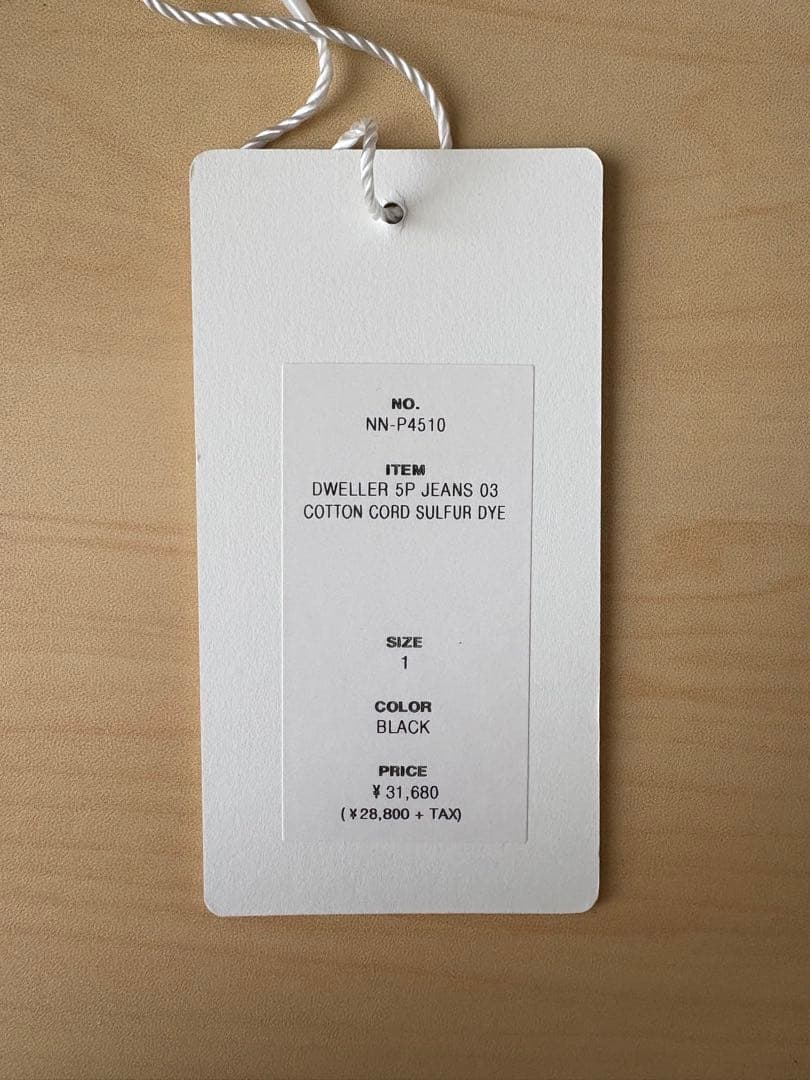 NO.
NN-P4510
ITEM
DWELLER 5P JEANS 03
COTTON CORD SULFUR DYE
SIZE
1
COLOR
BLACK
PRICE
¥ 31,680
( ¥28,800 + TAX)